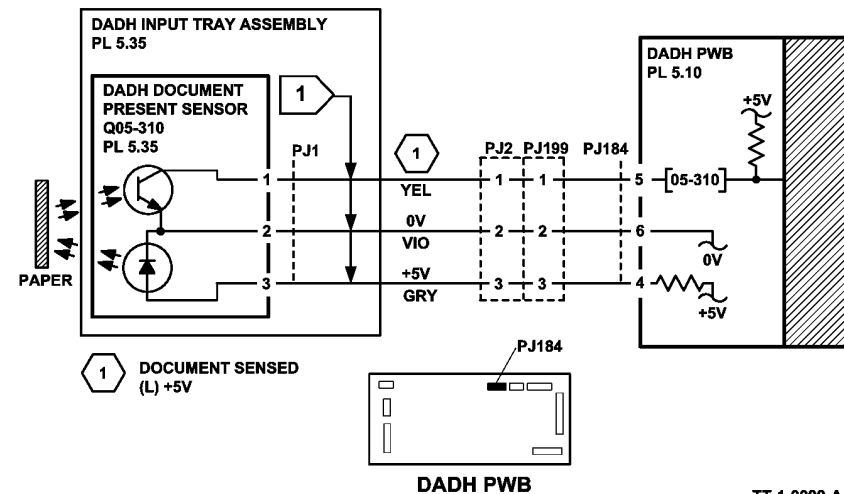 DADH INPUT TRAY ASSEMBLY
PL 5.35
DADH DOCUMENT
PRESENT SENSOR
Q05-310
PL 5.35
1
PJ1
1
PJ2 PJ199 PJ184
DADH PWB
PL 5.10
+5V
1
YEL
1
1
5
[05-310]
2
0V
VIO
2
2
6
0V
3
+5V
GRY
3
3
4
+5V
PAPER
1
DOCUMENT SENSED
(L) +5V
PJ184
DADH PWB